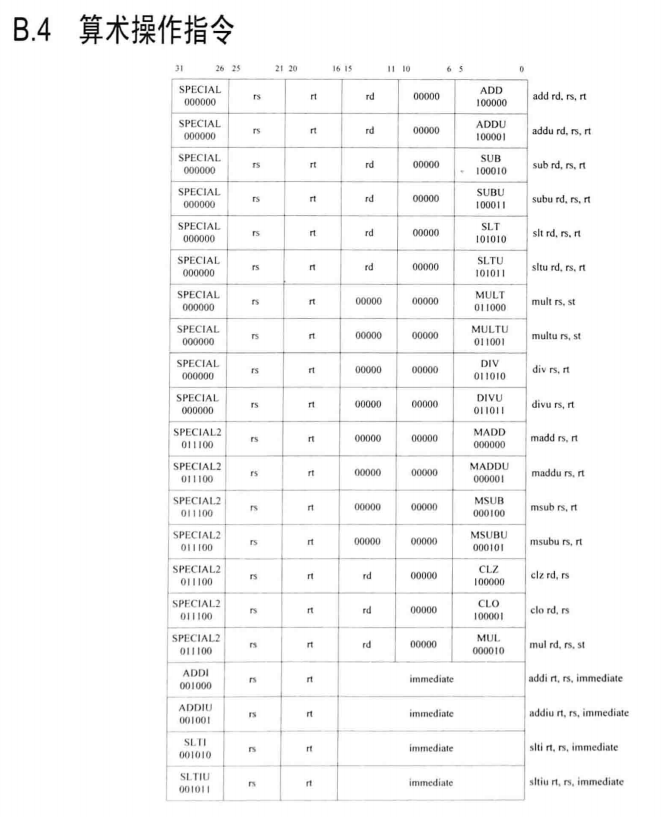 B.4 算术操作指令
31 26 25 21 20 16 15 11 10 6 5 0
SPECIAL 000000 rs rt rd 00000 ADD 100000 add rd, rs, rt
SPECIAL 000000 rs rt rd 00000 ADDU 100001 addu rd, rs, rt
SPECIAL 000000 rs rt rd 00000 SUB 100010 sub rd, rs, rt
SPECIAL 000000 rs rt rd 00000 SUBU 100011 subu rd, rs, rt
SPECIAL 000000 rs rt rd 00000 SLT 101010 slt rd, rs, rt
SPECIAL 000000 rs rt rd 00000 SLTU 101011 sltu rd, rs, rt
SPECIAL 000000 rs rt 00000 00000 MULT 011000 mult rs, st
SPECIAL 000000 rs rt 00000 00000 MULTU 011001 multu rs, st
SPECIAL 000000 rs rt 00000 00000 DIV 011010 div rs, rt
SPECIAL 000000 rs rt 00000 00000 DIVU 011011 divu rs, rt
SPECIAL2 011100 rs rt 00000 00000 MADD 000000 madd rs, rt
SPECIAL2 011100 rs rt 00000 00000 MADDU 000001 maddu rs, rt
SPECIAL2 011100 rs rt 00000 00000 MSUB 000100 msub rs, rt
SPECIAL2 011100 rs rt 00000 00000 MSUBU 000101 msubu rs, rt
SPECIAL2 011100 rs rt rd 00000 CLZ 100000 clz rd, rs
SPECIAL2 011100 rs rt rd 00000 CLO 100001 clo rd, rs
SPECIAL2 011100 rs rt rd 00000 MUL 000010 mul rd, rs, st
ADDI 001000 rs rt immediate addi rt, rs, immediate
ADDIU 001001 rs rt immediate addiu rt, rs, immediate
SLTI 001010 rs rt immediate slti rt, rs, immediate
SLTIU 001011 rs rt immediate sltiu rt, rs, immediate